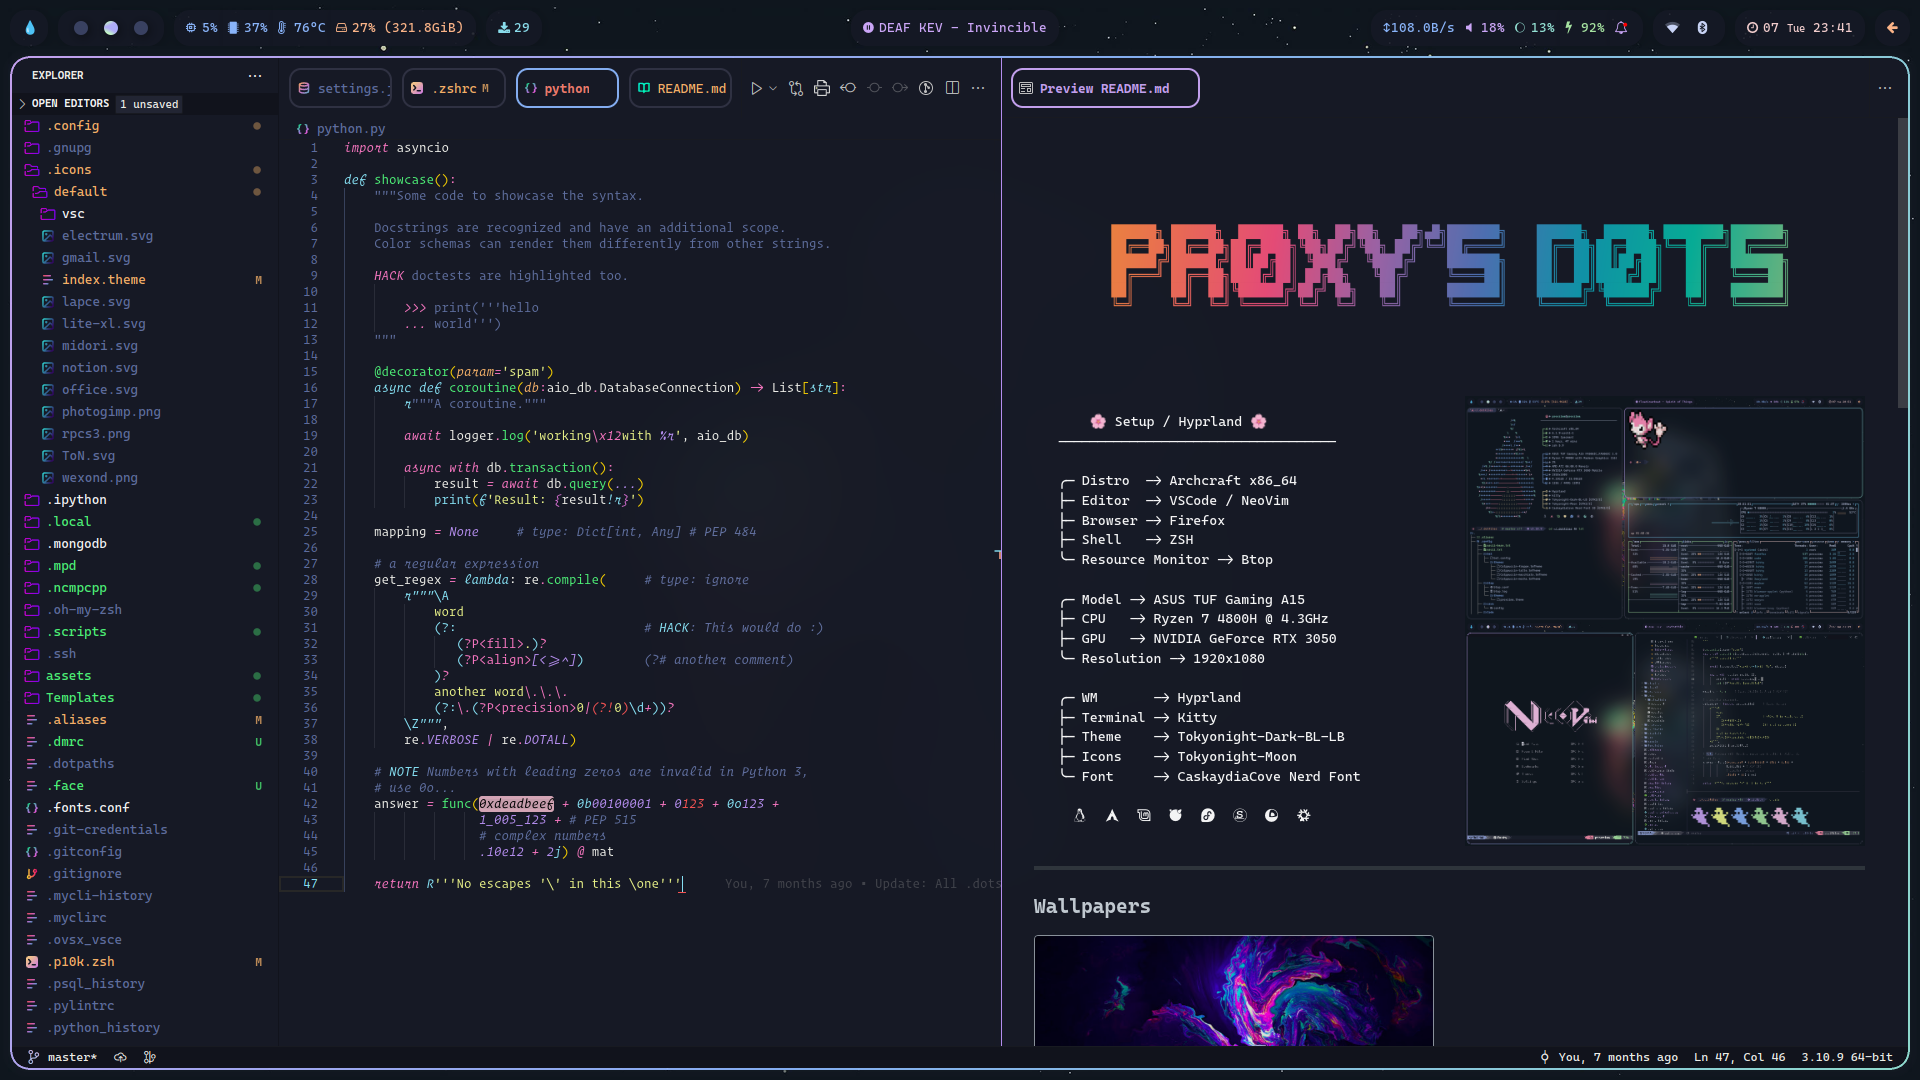 5% 37% 76°C 27% (321.8GiB) 29
DEAF KEV – Invincible
108.0B/s 18% 13% 92% 07 Tue 23:41
EXPLORER
OPEN EDITORS 1 unsaved
.config
.gnupg
.icons
default
vsc
electrum.svg
gmail.svg
index.theme M
lapce.svg
lite-xl.svg
midori.svg
notion.svg
office.svg
photogimp.png
rpcs3.png
ToN.svg
wexond.png
.ipython
.local
.mongodb
.mpd
.ncmpcpp
.oh-my-zsh
.scripts
.ssh
assets
Templates
.aliases M
.dmrc U
.dotpaths
.face U
.fonts.conf
.git-credentials
.gitconfig
.gitignore
.mycli-history
.myclirc
.ovsx_vsce
.p10k.zsh M
.psql_history
.pylintrc
.python_history
settings.j .zshrc M python README.md
python.py
1 import asyncio
2
3 def showcase():
4 """Some code to showcase the syntax.
5
6 Docstrings are recognized and have an additional scope.
7 Color schemas can render them differently from other strings.
8
9 HACK doctests are highlighted too.
10
11 >>> print('''hello
12 ... world''')
13 """
14
15 @decorator(param='spam')
16 async def coroutine(db:aio_db.DatabaseConnection) -> List[str]:
17 r"""A coroutine."""
18
19 await logger.log('working\x12with %r', aio_db)
20
21 async with db.transaction():
22 result = await db.query(...)
23 print(f'Result: {result!r}')
24
25 mapping = None # type: Dict[int, Any] # PEP 484
26
27 # a regular expression
28 get_regex = lambda: re.compile( # type: ignore
29 r"""\A
30 word
31 (?: # HACK: This would do :)
32 (?P<fill>.)?
33 (?P<align>[<>=^]) (?# another comment)
34 )?
35 another word\.\.\.
36 (?:\.(?P<precision>0|(?!0)\d+))?
37 \Z""",
38 re.VERBOSE | re.DOTALL)
39
40 # NOTE Numbers with leading zeros are invalid in Python 3,
41 # use 0o...
42 answer = func(0xdeadbeef + 0b00100001 + 0123 + 0o123 +
43 1_005_123 + # PEP 515
44 # complex numbers
45 .10e12 + 2j) @ mat
46
47 return R'''No escapes '\' in this \one''' You, 7 months ago • Update: All .dots
Preview README.md
PROXY'S DOTS
🌸 Setup / Hyprland 🌸
╭─ Distro -> Archcraft x86_64
├─ Editor -> VSCode / NeoVim
├─ Browser -> Firefox
├─ Shell -> ZSH
╰─ Resource Monitor -> Btop
╭─ Model -> ASUS TUF Gaming A15
├─ CPU -> Ryzen 7 4800H @ 4.3GHz
├─ GPU -> NVIDIA GeForce RTX 3050
╰─ Resolution -> 1920x1080
╭─ WM -> Hyprland
├─ Terminal -> Kitty
├─ Theme -> Tokyonight-Dark-BL-LB
├─ Icons -> Tokyonight-Moon
╰─ Font -> CaskaydiaCove Nerd Font
Neovim
Wallpapers
master*
You, 7 months ago Ln 47, Col 46 3.10.9 64-bit